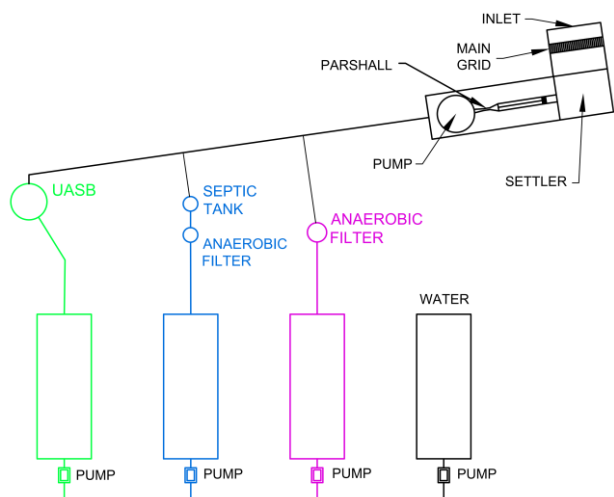 INLET
MAIN
GRID
PARSHALL
PUMP
SETTLER
UASB
SEPTIC
TANK
ANAEROBIC
FILTER
ANAEROBIC
FILTER
WATER
PUMP
PUMP
PUMP
PUMP